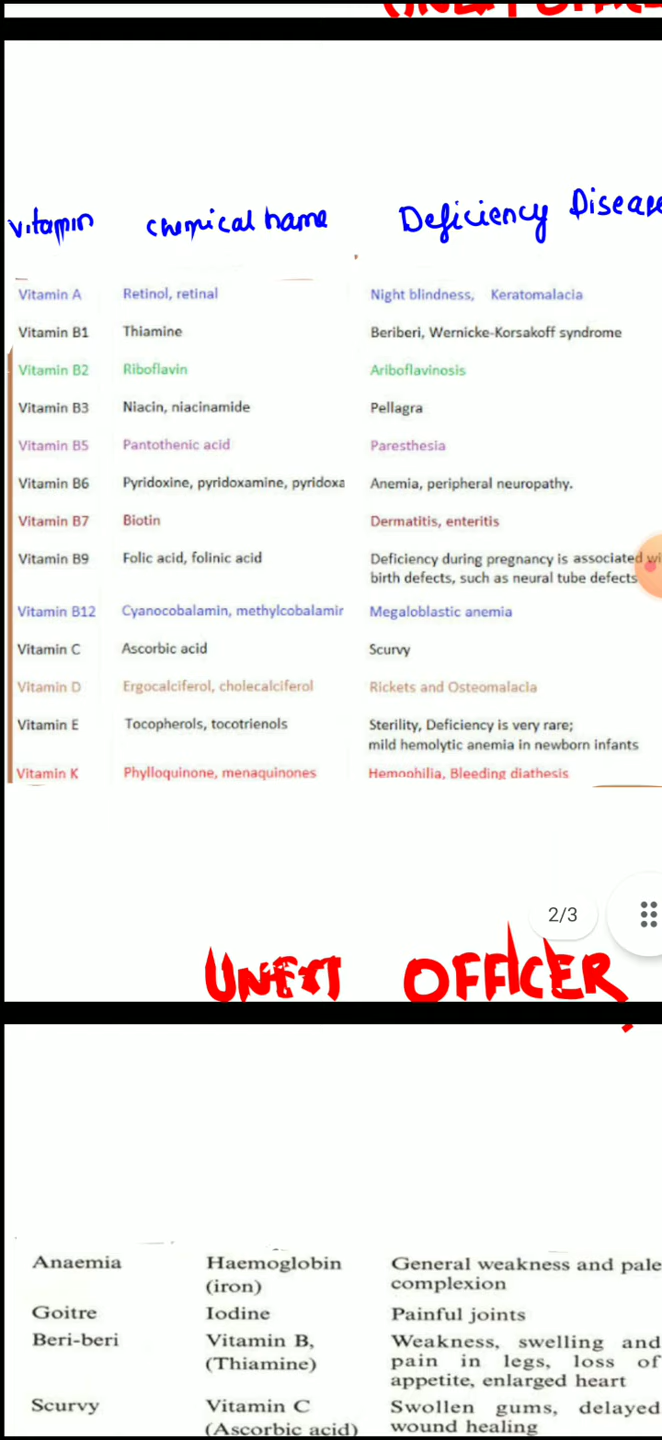 vitamin chemical name Deficiency Disease
Vitamin A Retinol, retinal Night blindness, Keratomalacia
Vitamin B1 Thiamine Beriberi, Wernicke-Korsakoff syndrome
Vitamin B2 Riboflavin Ariboflavinosis
Vitamin B3 Niacin, niacinamide Pellagra
Vitamin B5 Pantothenic acid Paresthesia
Vitamin B6 Pyridoxine, pyridoxamine, pyridoxa Anemia, peripheral neuropathy.
Vitamin B7 Biotin Dermatitis, enteritis
Vitamin B9 Folic acid, folinic acid Deficiency during pregnancy is associated wi
birth defects, such as neural tube defects
Vitamin B12 Cyanocobalamin, methylcobalamin Megaloblastic anemia
Vitamin C Ascorbic acid Scurvy
Vitamin D Ergocalciferol, cholecalciferol Rickets and Osteomalacia
Vitamin E Tocopherols, tocotrienols Sterility, Deficiency is very rare;
mild hemolytic anemia in newborn infants
Vitamin K Phylloquinone, menaquinones Hemophilia, Bleeding diathesis
2/3
OFFICER
Anaemia Haemoglobin General weakness and pale
(iron) complexion
Goitre Iodine Painful joints
Beri-beri Vitamin B, Weakness, swelling and
(Thiamine) pain in legs, loss of
appetite, enlarged heart
Scurvy Vitamin C Swollen gums, delayed
(Ascorbic acid) wound healing